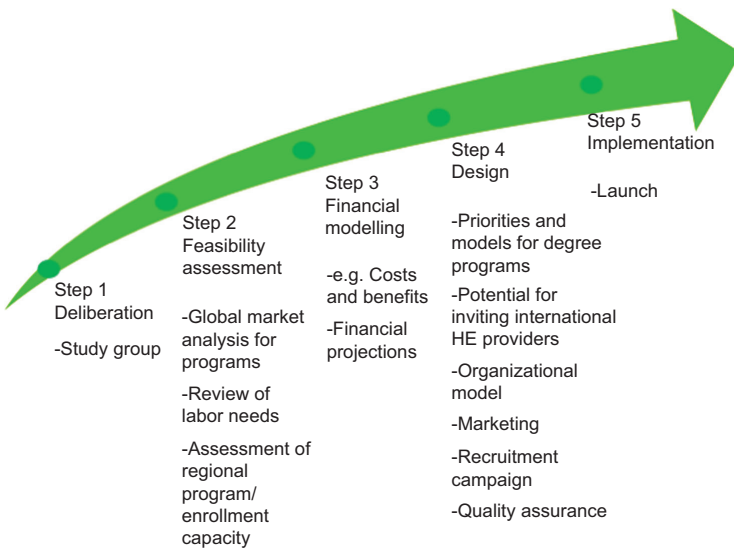 Step 1
Deliberation
-Study group
Step 2
Feasibility
assessment
-Global market
analysis for
programs
-Review of
labor needs
-Assessment of
regional
program/
enrollment
capacity
Step 3
Financial
modelling
-e.g. Costs
and benefits
-Financial
projections
Step 4
Design
-Priorities and
models for degree
programs
-Potential for
inviting international
HE providers
-Organizational
model
-Marketing
-Recruitment
campaign
-Quality assurance
Step 5
Implementation
-Launch